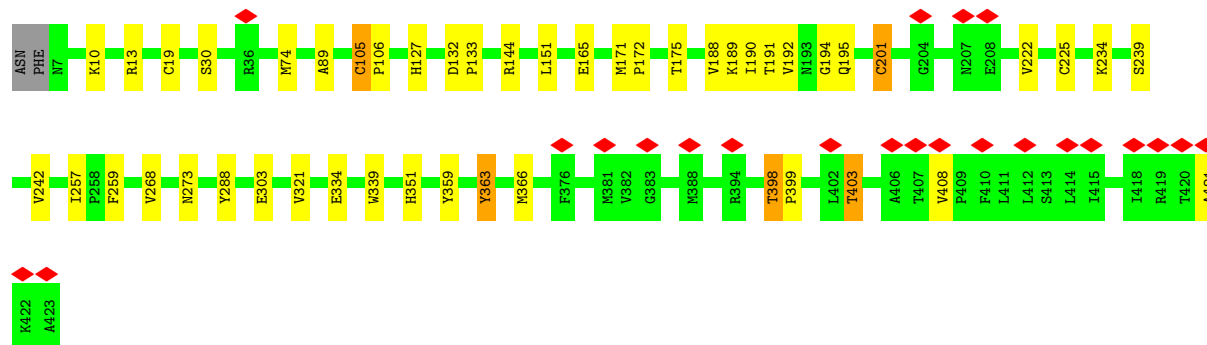 ASN PHE N7 K10 R13 C19 S30 R36 M74 A89 C105 P106 H127 D132 P133 R144 L151 E165 M171 P172 T175 V188 K189 I190 T191 V192 N193 G194 Q195 C201 G204 N207 E208 V222 C225 K234 S239
V242 I257 P258 F259 V268 N273 Y288 E303 V321 E334 W339 H351 Y359 Y363 M366 F376 M381 V382 G383 M388 R394 T398 P399 L402 T403 A406 T407 V408 P409 F410 L411 L412 S413 L414 I415 I418 R419 T420
K422 A423